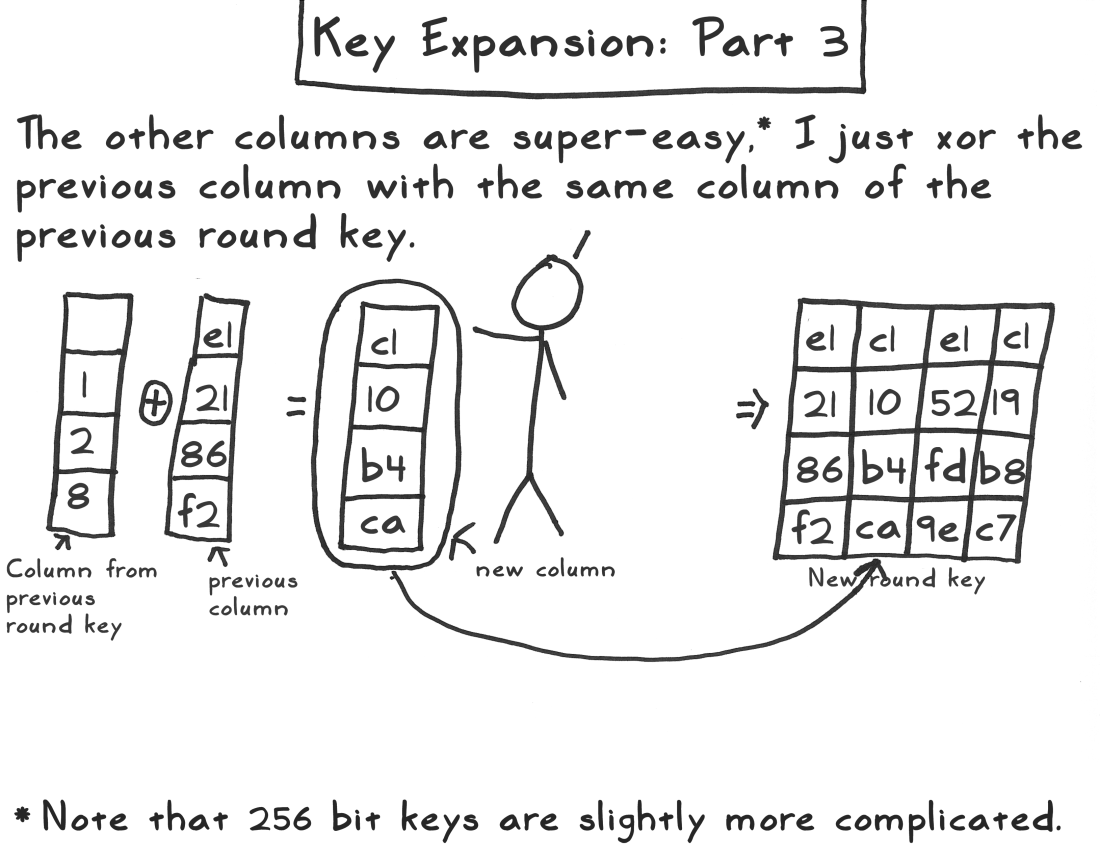 Key Expansion: Part 3
The other columns are super-easy,* I just xor the
previous column with the same column of the
previous round key.
1
2
8
⊕
e1
21
86
f2
=
c1
10
b4
ca
⇒
e1 c1 e1 c1
21 10 52 19
86 b4 fd b8
f2 ca 9e c7
Column from
previous
round key
previous
column
new column
New round key
* Note that 256 bit keys are slightly more complicated.